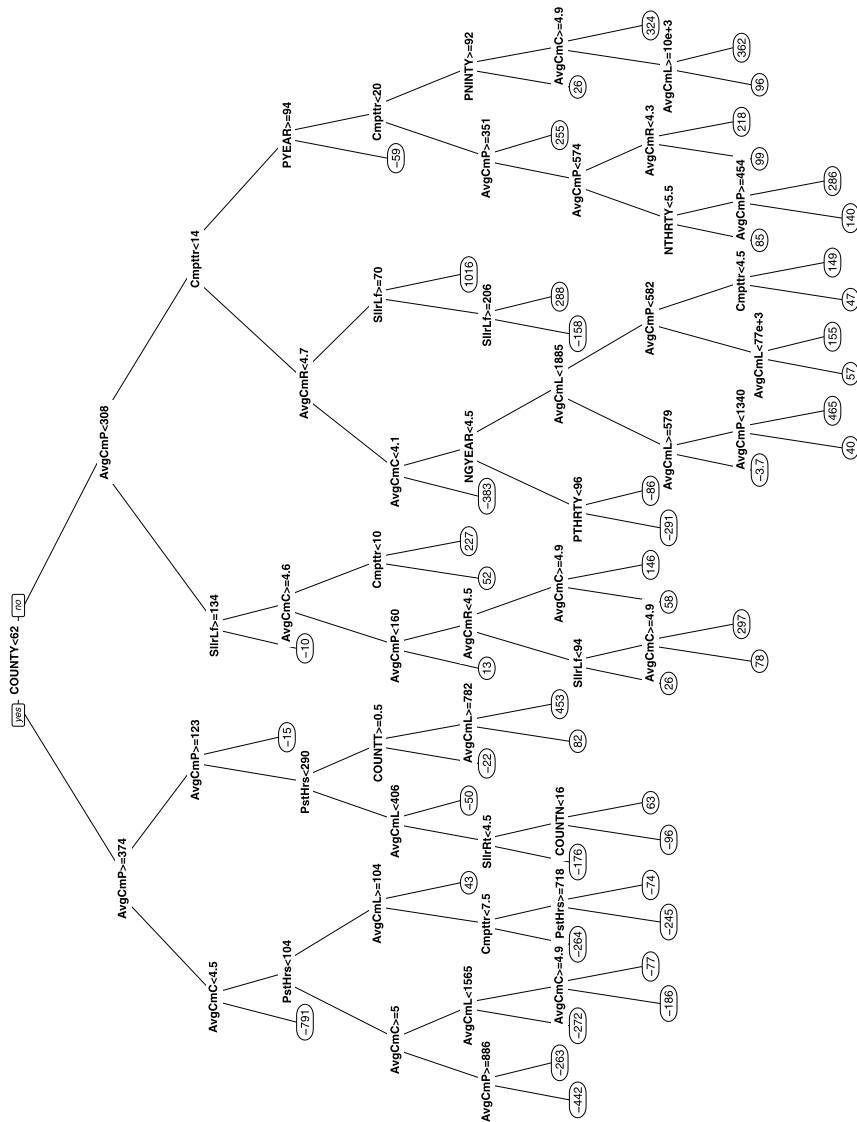 yes
COUNTY<62
no
AvgCmP>=374
AvgCmP<308
AvgCmC<4.5
AvgCmP>=123
SllrLf>=134
Cmpttr<14
−791
PstHrs<104
PstHrs<290
−15
−10
AvgCmC>=4.6
AvgCmR<4.7
PYEAR>=94
AvgCmC>=5
AvgCmL>=104
AvgCmL<406
COUNTT>=0.5
AvgCmP<160
Cmpttr<10
AvgCmC<4.1
SllrLf>=70
−59
Cmpttr<20
AvgCmP>=886
AvgCmL<1565
Cmpttr<7.5
43
SllrRt<4.5
−50
−22
AvgCmL>=782
13
AvgCmR<4.5
52
227
−383
NGYEAR<4.5
SllrLf>=206
1016
AvgCmP>=351
PNINTY>=92
−442
−263
−272
AvgCmC>=4.9
−264
PstHrs>=718
−176
COUNTN<16
82
453
SllrLf<94
AvgCmC>=4.9
PTHRTY<96
AvgCmL<1885
−158
288
AvgCmP<574
255
26
AvgCmC>=4.9
−186
−77
−245
−74
−96
63
26
AvgCmC>=4.9
58
146
−291
−86
AvgCmL>=579
AvgCmP<582
NTHRTY<5.5
AvgCmR<4.3
AvgCmL>=10e+3
324
78
297
−3.7
AvgCmP<1340
AvgCmL<77e+3
Cmpttr<4.5
85
AvgCmP>=454
99
218
96
362
40
465
57
155
47
149
140
286